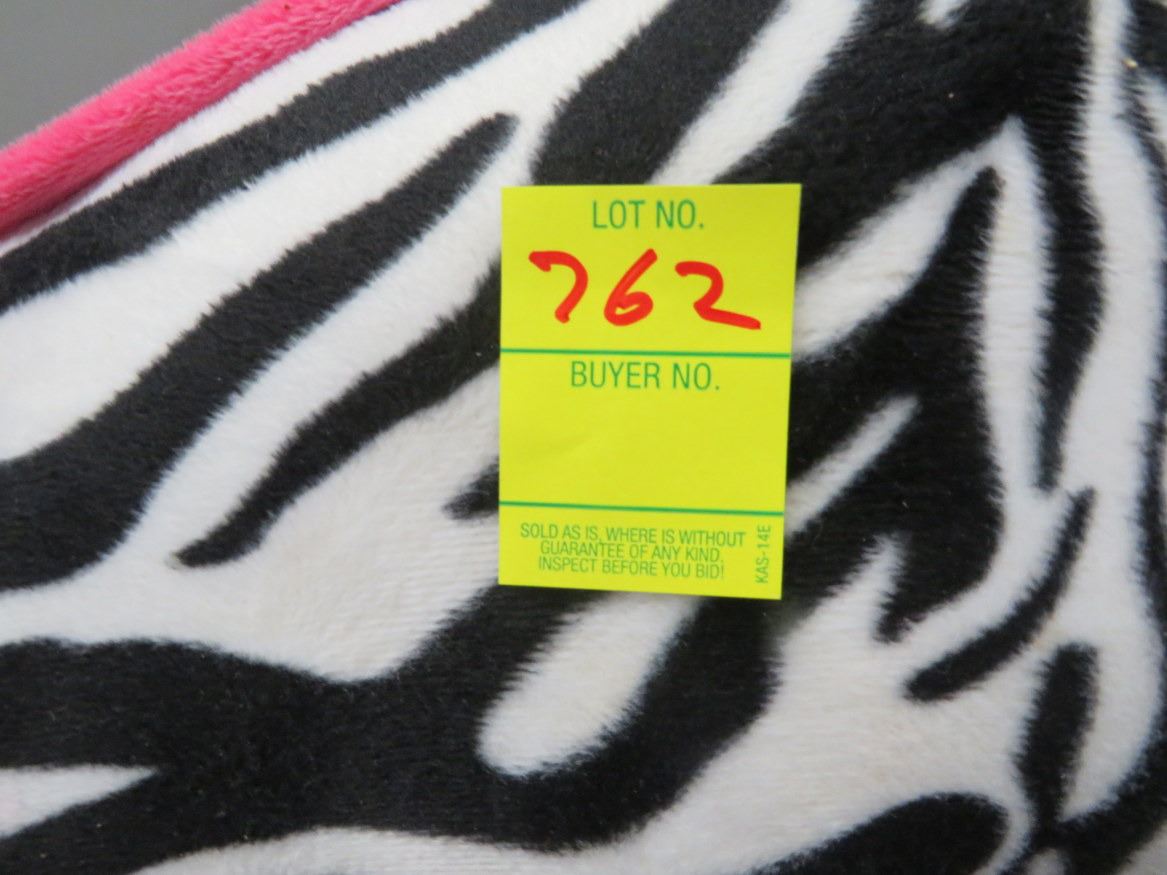 LOT NO.
762
BUYER NO.
SOLD AS IS, WHERE IS WITHOUT
GUARANTEE OF ANY KIND.
INSPECT BEFORE YOU BID!
KAS-14E